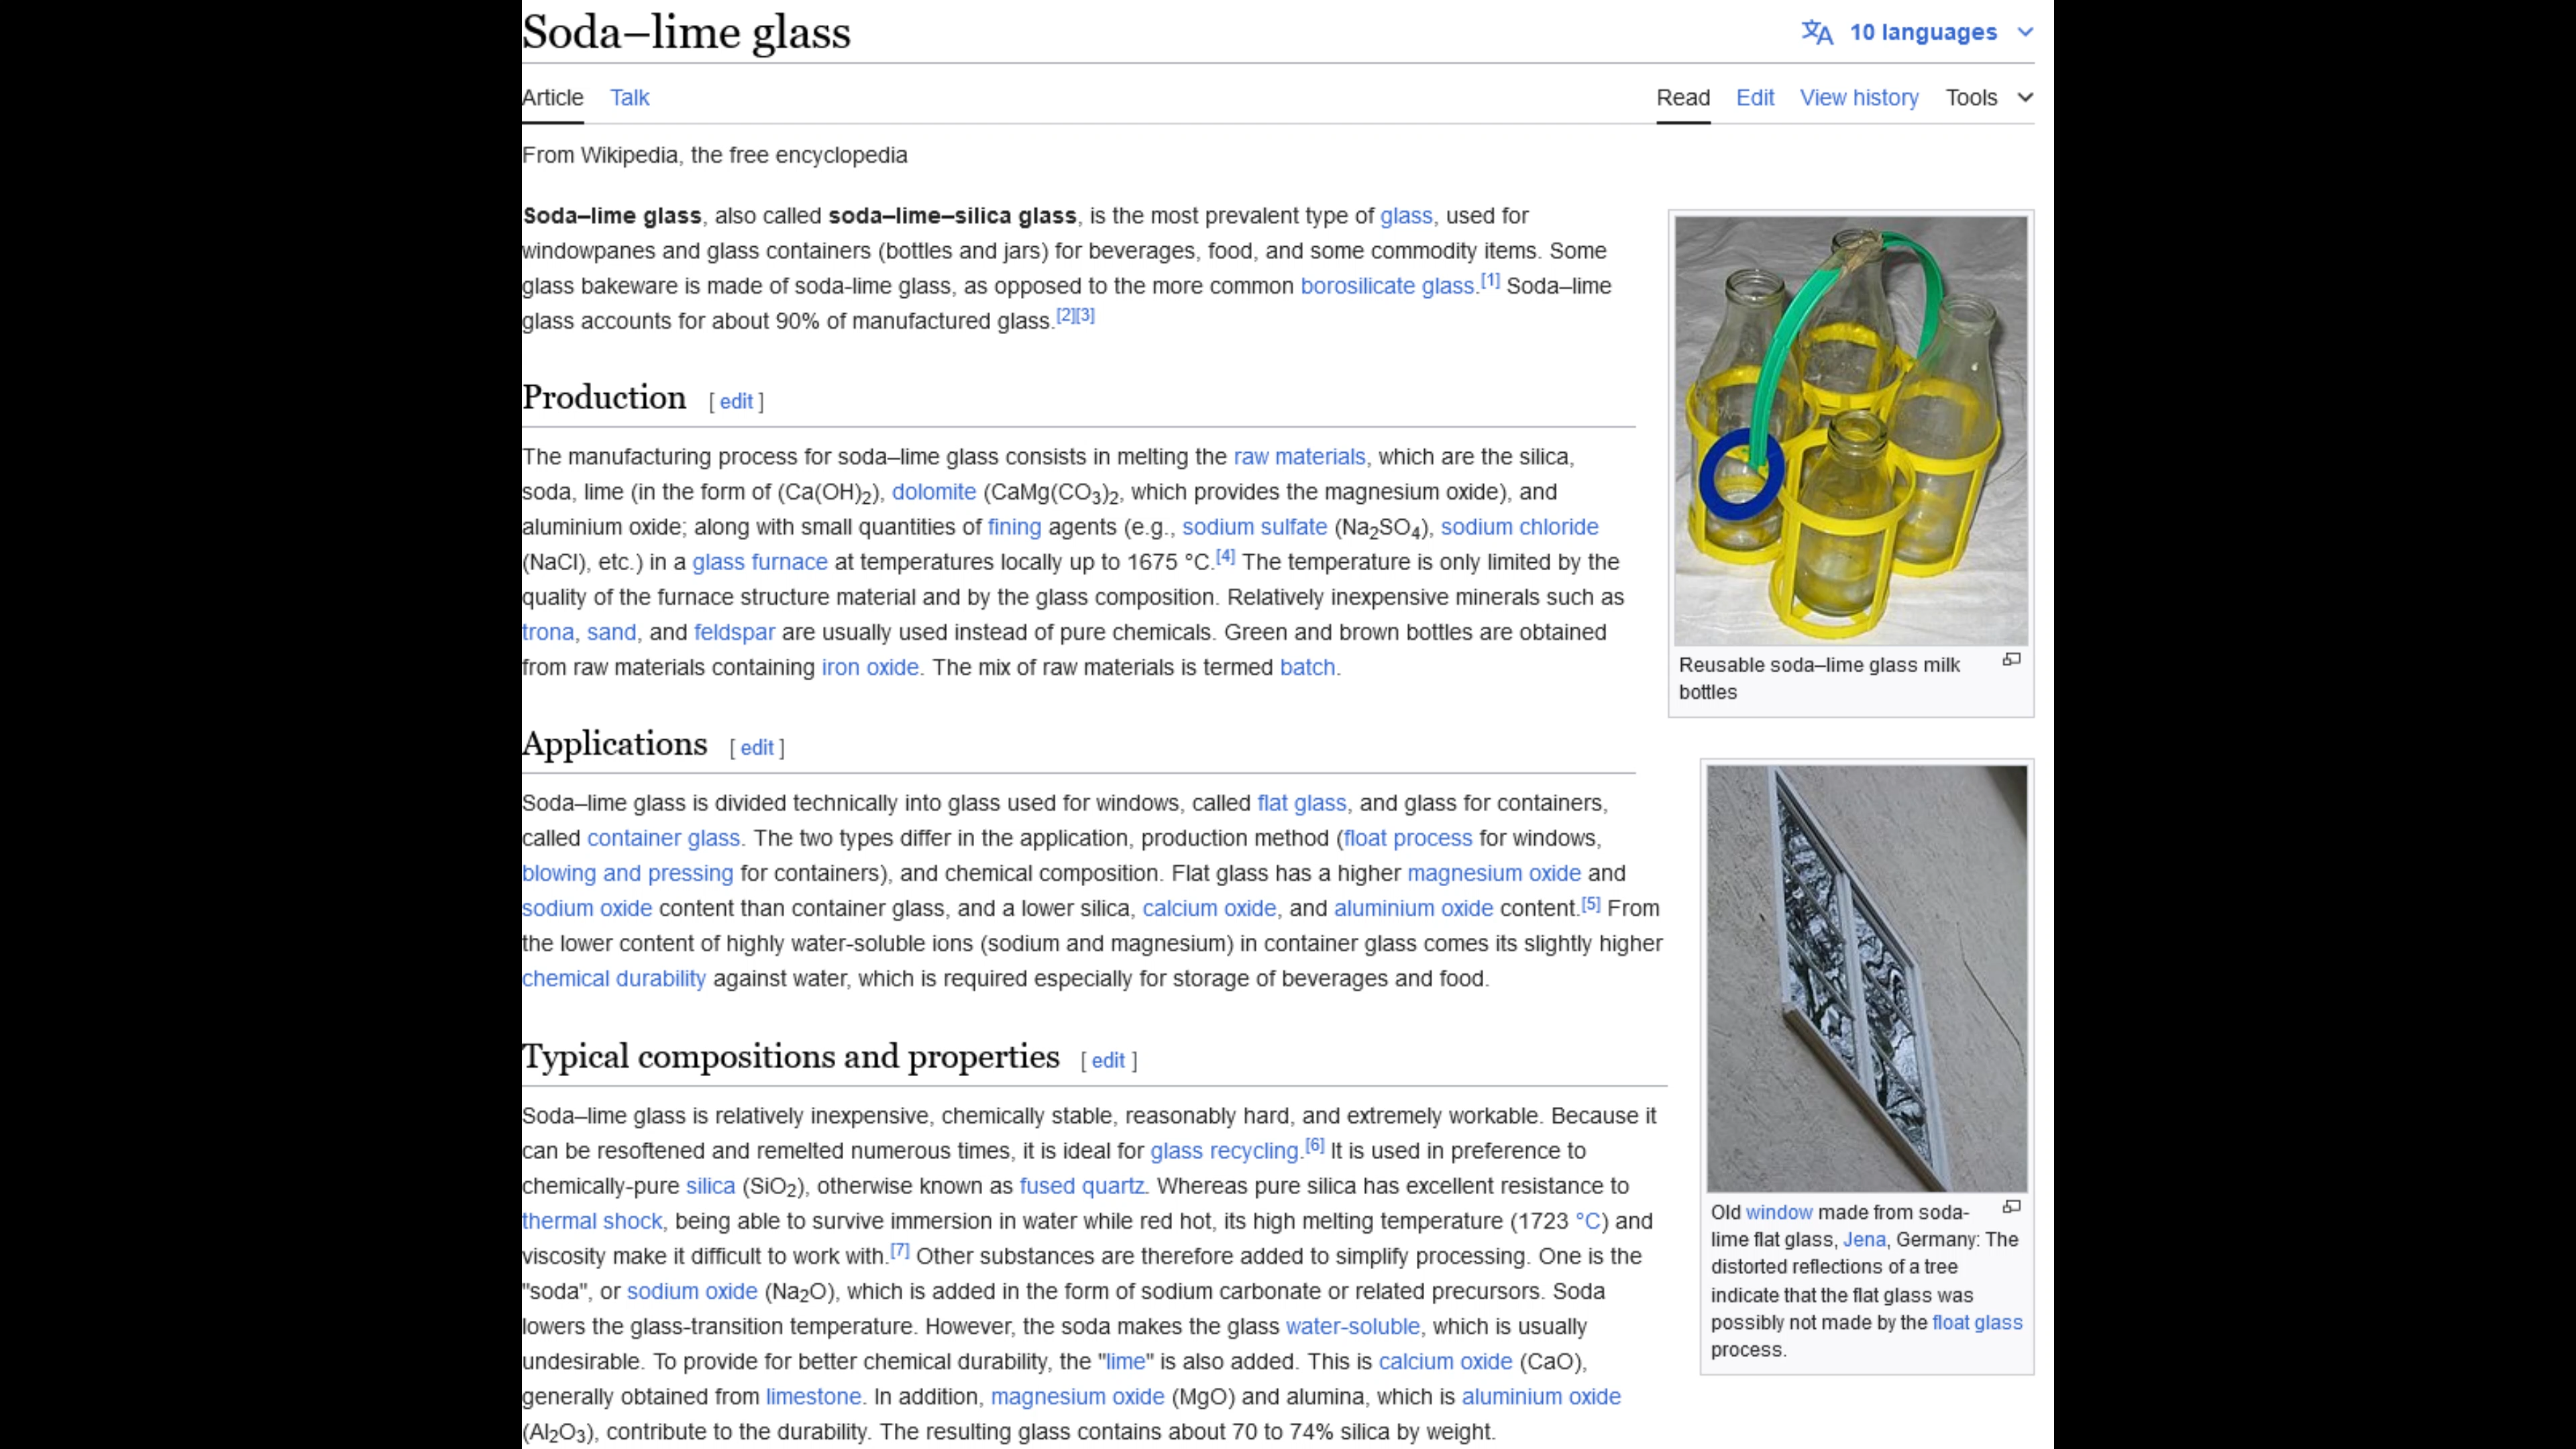 Soda–lime glass
10 languages
Article Talk
Read Edit View history Tools
From Wikipedia, the free encyclopedia
Soda–lime glass, also called soda–lime–silica glass, is the most prevalent type of glass, used for
windowpanes and glass containers (bottles and jars) for beverages, food, and some commodity items. Some
glass bakeware is made of soda-lime glass, as opposed to the more common borosilicate glass.[1] Soda–lime
glass accounts for about 90% of manufactured glass.[2][3]
Production [ edit ]
The manufacturing process for soda–lime glass consists in melting the raw materials, which are the silica,
soda, lime (in the form of (Ca(OH)₂), dolomite (CaMg(CO₃)₂, which provides the magnesium oxide), and
aluminium oxide; along with small quantities of fining agents (e.g., sodium sulfate (Na₂SO₄), sodium chloride
(NaCl), etc.) in a glass furnace at temperatures locally up to 1675 °C.[4] The temperature is only limited by the
quality of the furnace structure material and by the glass composition. Relatively inexpensive minerals such as
trona, sand, and feldspar are usually used instead of pure chemicals. Green and brown bottles are obtained
from raw materials containing iron oxide. The mix of raw materials is termed batch.
Reusable soda–lime glass milk
bottles
Applications [ edit ]
Soda–lime glass is divided technically into glass used for windows, called flat glass, and glass for containers,
called container glass. The two types differ in the application, production method (float process for windows,
blowing and pressing for containers), and chemical composition. Flat glass has a higher magnesium oxide and
sodium oxide content than container glass, and a lower silica, calcium oxide, and aluminium oxide content.[5] From
the lower content of highly water-soluble ions (sodium and magnesium) in container glass comes its slightly higher
chemical durability against water, which is required especially for storage of beverages and food.
Typical compositions and properties [ edit ]
Soda–lime glass is relatively inexpensive, chemically stable, reasonably hard, and extremely workable. Because it
can be resoftened and remelted numerous times, it is ideal for glass recycling.[6] It is used in preference to
chemically-pure silica (SiO₂), otherwise known as fused quartz. Whereas pure silica has excellent resistance to
thermal shock, being able to survive immersion in water while red hot, its high melting temperature (1723 °C) and
viscosity make it difficult to work with.[7] Other substances are therefore added to simplify processing. One is the
"soda", or sodium oxide (Na₂O), which is added in the form of sodium carbonate or related precursors. Soda
lowers the glass-transition temperature. However, the soda makes the glass water-soluble, which is usually
undesirable. To provide for better chemical durability, the "lime" is also added. This is calcium oxide (CaO),
generally obtained from limestone. In addition, magnesium oxide (MgO) and alumina, which is aluminium oxide
(Al₂O₃), contribute to the durability. The resulting glass contains about 70 to 74% silica by weight.
Old window made from soda-
lime flat glass, Jena, Germany: The
distorted reflections of a tree
indicate that the flat glass was
possibly not made by the float glass
process.